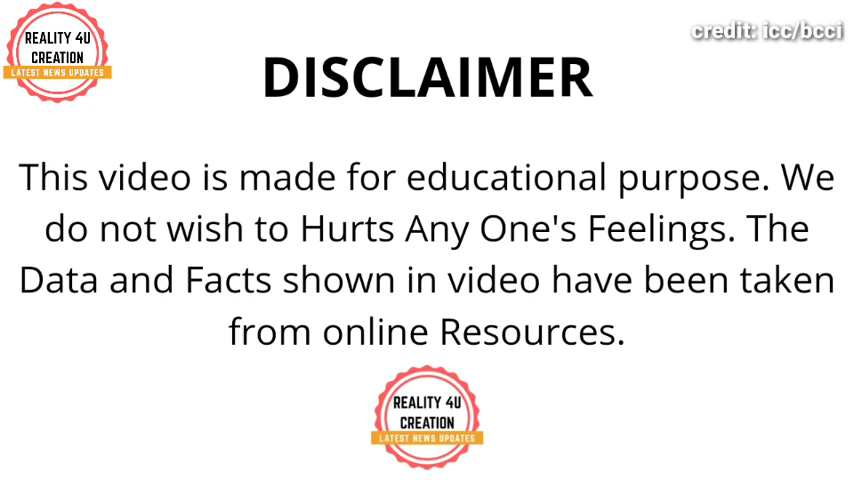 REALITY 4U
CREATION
LATEST NEWS UPDATES
credit: icc/bcci
DISCLAIMER
This video is made for educational purpose. We
do not wish to Hurts Any One's Feelings. The
Data and Facts shown in video have been taken
from online Resources.
REALITY 4U
CREATION
LATEST NEWS UPDATES